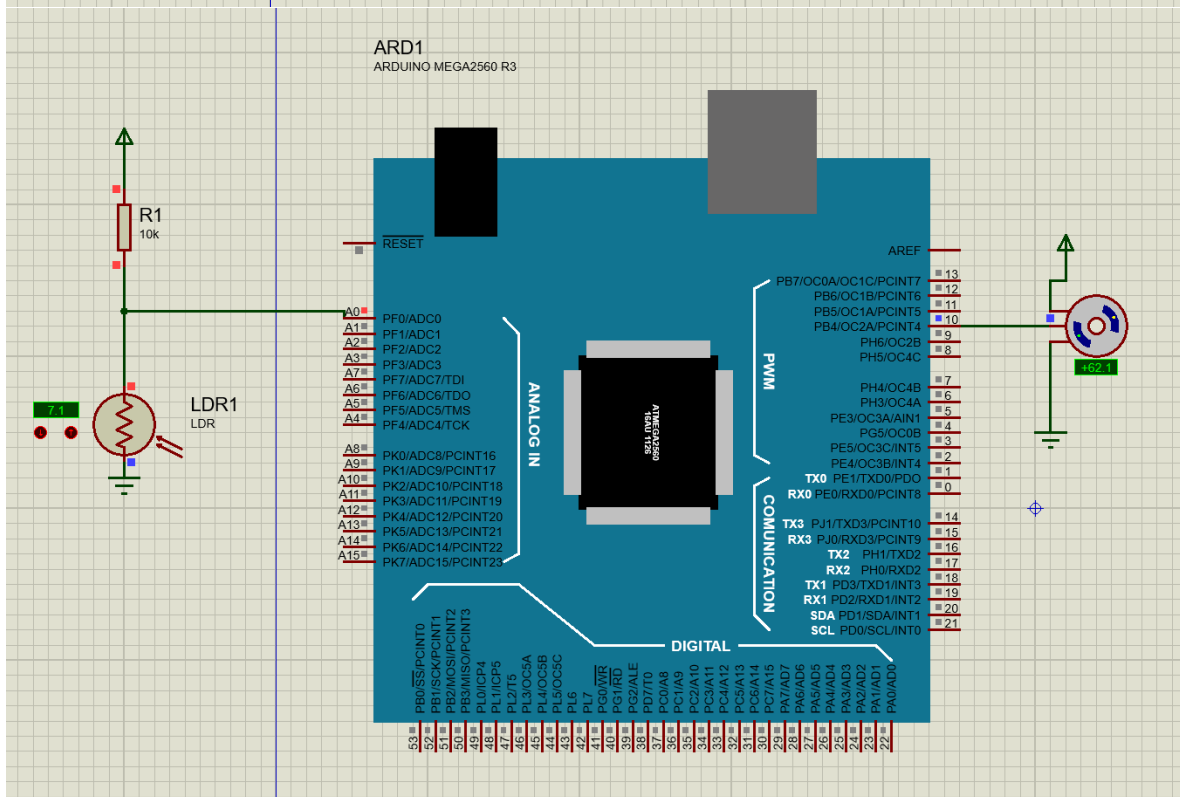 ARD1
ARDUINO MEGA2560 R3
R1
10k
LDR1
LDR
7.1
RESET
A0 PF0/ADC0
A1 PF1/ADC1
A2 PF2/ADC2
A3 PF3/ADC3
A7 PF7/ADC7/TDI
A6 PF6/ADC6/TDO
A5 PF5/ADC5/TMS
A4 PF4/ADC4/TCK
A8 PK0/ADC8/PCINT16
A9 PK1/ADC9/PCINT17
A10 PK2/ADC10/PCINT18
A11 PK3/ADC11/PCINT19
A12 PK4/ADC12/PCINT20
A13 PK5/ADC13/PCINT21
A14 PK6/ADC14/PCINT22
A15 PK7/ADC15/PCINT23
ANALOG IN
ATMEGA2560
16AU 1126
AREF
PB7/OC0A/OC1C/PCINT7 13
PB6/OC1B/PCINT6 12
PB5/OC1A/PCINT5 11
PB4/OC2A/PCINT4 10
PH6/OC2B 9
PH5/OC4C 8
PH4/OC4B 7
PH3/OC4A 6
PE3/OC3A/AIN1 5
PG5/OC0B 4
PE5/OC3C/INT5 3
PE4/OC3B/INT4 2
TX0 PE1/TXD0/PDO 1
RX0 PE0/RXD0/PCINT8 0
PWM
TX3 PJ1/TXD3/PCINT10 14
RX3 PJ0/RXD3/PCINT9 15
TX2 PH1/TXD2 16
RX2 PH0/RXD2 17
TX1 PD3/TXD1/INT3 18
RX1 PD2/RXD1/INT2 19
SDA PD1/SDA/INT1 20
SCL PD0/SCL/INT0 21
COMUNICATION
+62.1
DIGITAL
PB0/SS/PCINT0 53
PB1/SCK/PCINT1 52
PB2/MOSI/PCINT2 51
PB3/MISO/PCINT3 50
PL0/ICP4 49
PL1/ICP5 48
PL2/T5 47
PL3/OC5A 46
PL4/OC5B 45
PL5/OC5C 44
PL6 43
PL7 42
PG0/WR 41
PG1/RD 40
PG2/ALE 39
PD7/T0 38
PC0/A8 37
PC1/A9 36
PC2/A10 35
PC3/A11 34
PC4/A12 33
PC5/A13 32
PC6/A14 31
PC7/A15 30
PA7/AD7 29
PA6/AD6 28
PA5/AD5 27
PA4/AD4 26
PA3/AD3 25
PA2/AD2 24
PA1/AD1 23
PA0/AD0 22